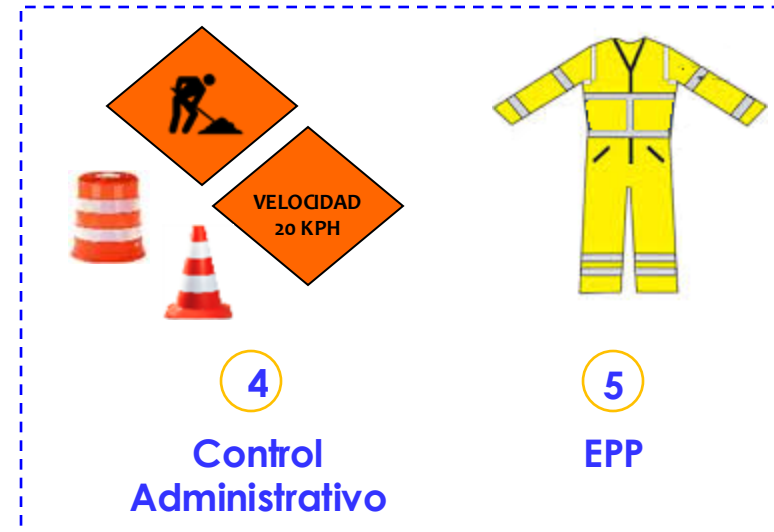 VELOCIDAD
20 KPH
4
5
Control
Administrativo
EPP